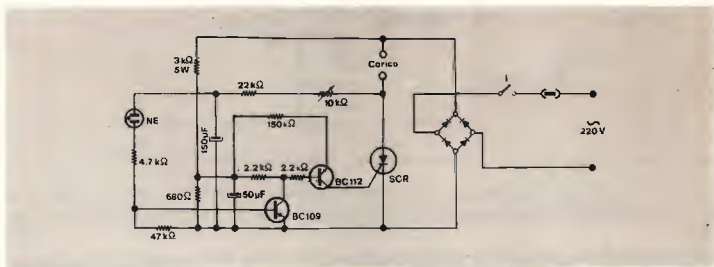 3kΩ
5W
Carico
I
22kΩ
10kΩ
NE
150µF
150kΩ
220V
4.7kΩ
2.2kΩ
2.2kΩ
BC112
SCR
680Ω
50µF
BC109
47kΩ